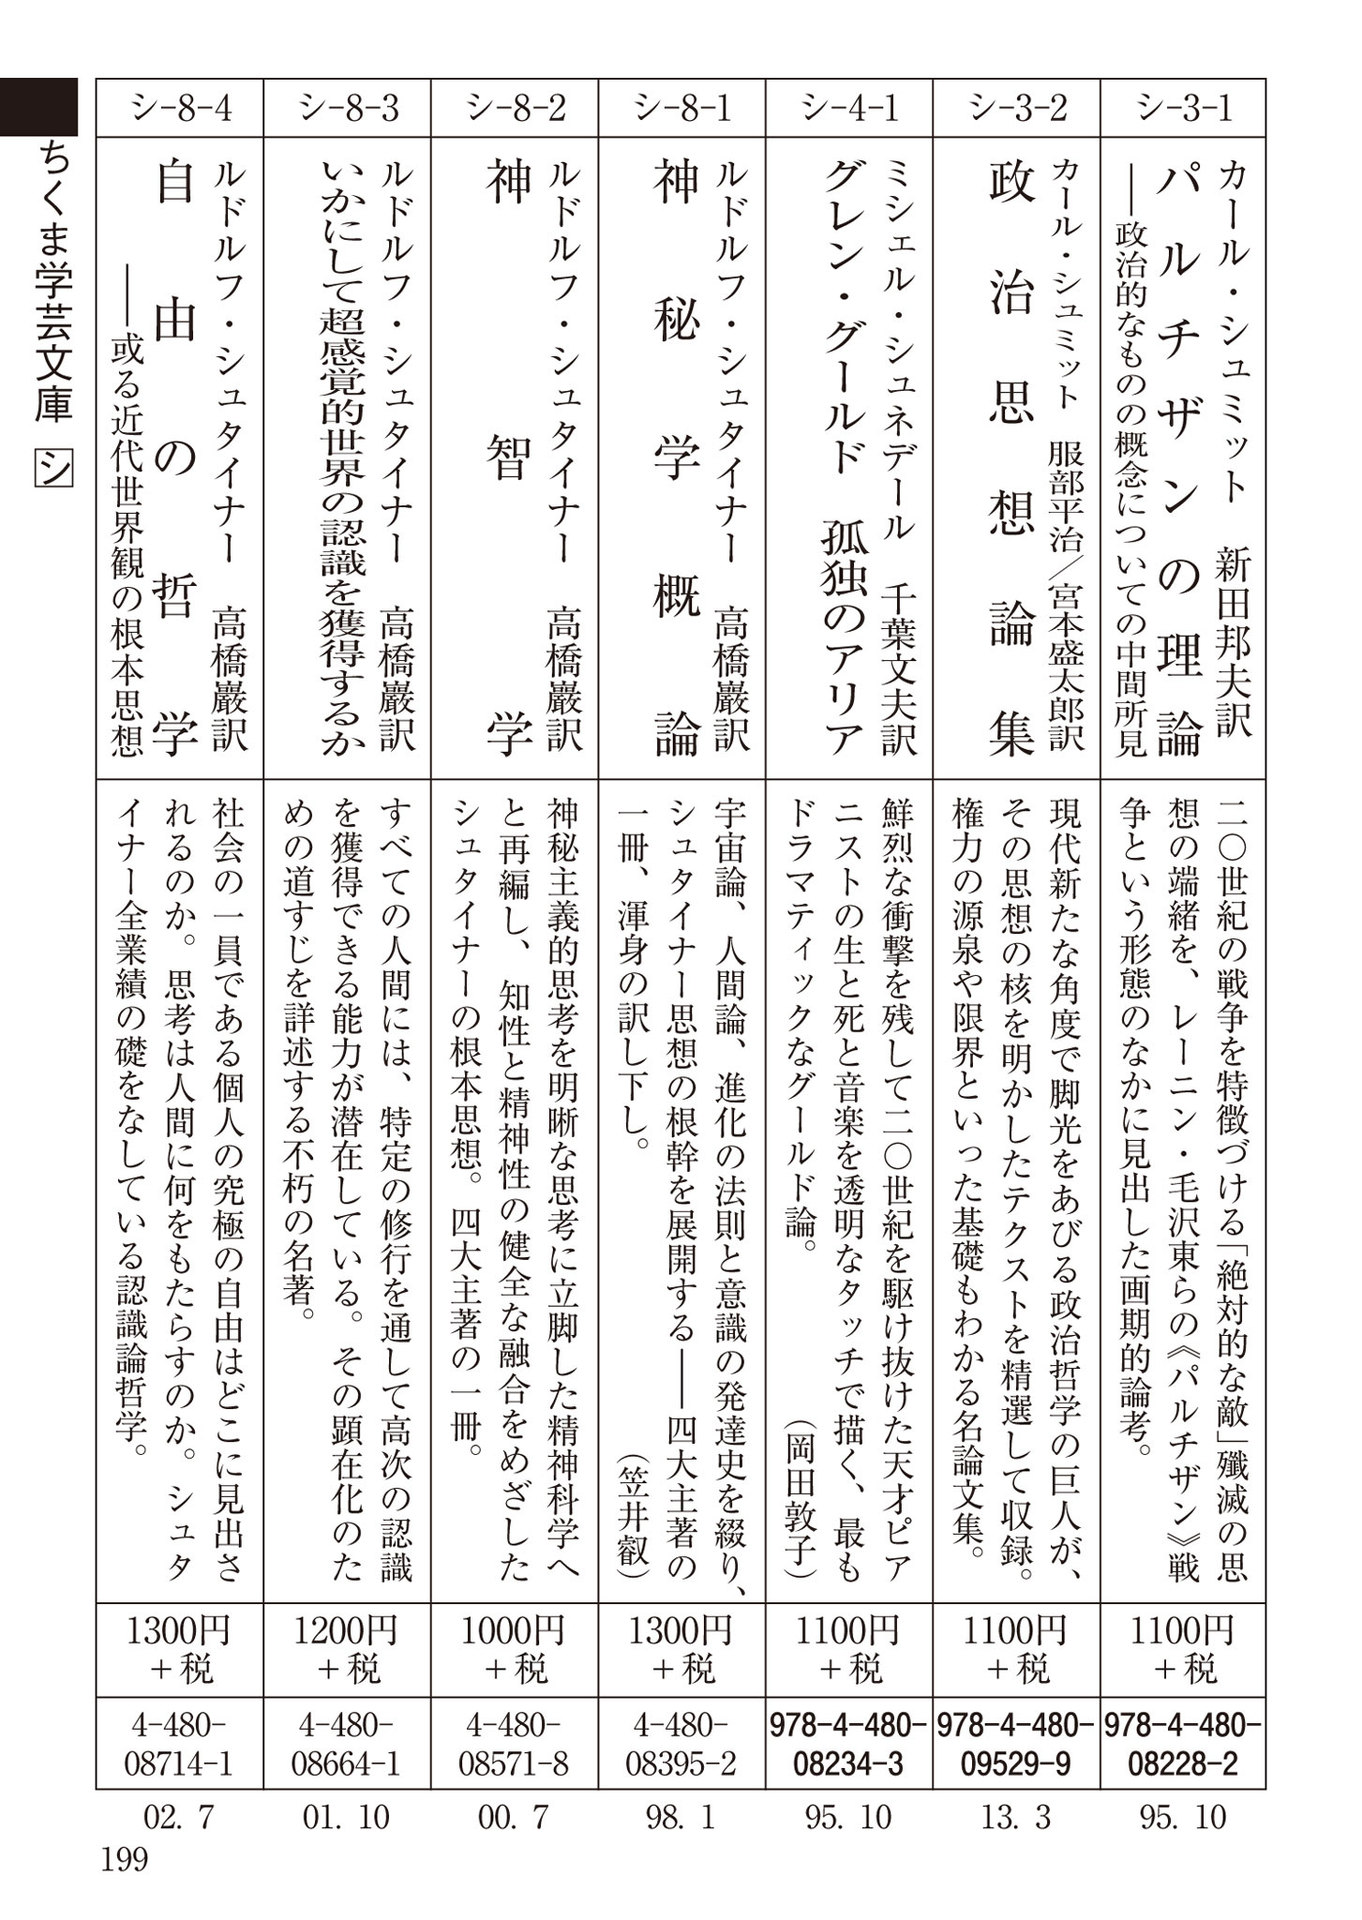 シ-3-1
カール・シュミット　新田邦夫訳
パルチザンの理論
――政治的なものの概念についての中間所見
二〇世紀の戦争を特徴づける「絶対的な敵」殲滅の思
想の端緒を、レーニン・毛沢東らの《パルチザン》戦
争という形態のなかに見出した画期的論考。
1100円
＋税
978-4-480-
08228-2
95. 10
シ-3-2
カール・シュミット　服部平治／宮本盛太郎訳
政治思想論集
現代新たな角度で脚光をあびる政治哲学の巨人が、
その思想の核を明かしたテクストを精選して収録。
権力の源泉や限界といった基礎もわかる名論文集。
1100円
＋税
978-4-480-
09529-9
13. 3
シ-4-1
ミシェル・シュネデール　千葉文夫訳
グレン・グールド　孤独のアリア
鮮烈な衝撃を残して二〇世紀を駆け抜けた天才ピア
ニストの生と死と音楽を透明なタッチで描く、最も
ドラマティックなグールド論。　（岡田敦子）
1100円
＋税
978-4-480-
08234-3
95. 10
シ-8-1
ルドルフ・シュタイナー　高橋巖訳
神秘学概論
宇宙論、人間論、進化の法則と意識の発達史を綴り、
シュタイナー思想の根幹を展開する――四大主著の
一冊、渾身の訳し下し。　（笠井叡）
1300円
＋税
4-480-
08395-2
98. 1
シ-8-2
ルドルフ・シュタイナー　高橋巖訳
神智学
神秘主義的思考を明晰な思考に立脚した精神科学へ
と再編し、知性と精神性の健全な融合をめざした
シュタイナーの根本思想。四大主著の一冊。
1000円
＋税
4-480-
08571-8
00. 7
シ-8-3
ルドルフ・シュタイナー　高橋巖訳
いかにして超感覚的世界の認識を獲得するか
すべての人間には、特定の修行を通して高次の認識
を獲得できる能力が潜在している。その顕在化のた
めの道すじを詳述する不朽の名著。
1200円
＋税
4-480-
08664-1
01. 10
シ-8-4
ルドルフ・シュタイナー　高橋巖訳
自由の哲学
――或る近代世界観の根本思想
社会の一員である個人の究極の自由はどこに見出さ
れるのか。思考は人間に何をもたらすのか。シュタ
イナー全業績の礎をなしている認識論哲学。
1300円
＋税
4-480-
08714-1
02. 7
ちくま学芸文庫 シ
199